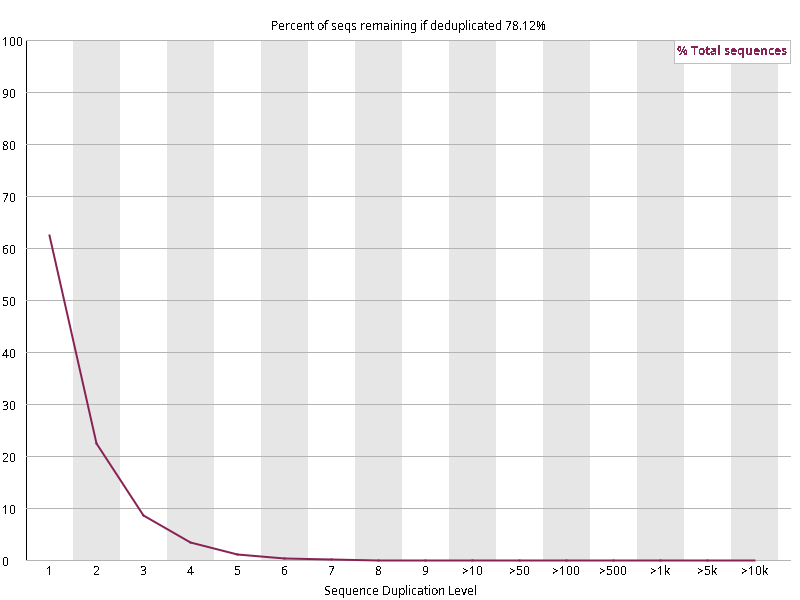 Percent of seqs remaining if deduplicated 78.12%
% Total sequences
100
90
80
70
60
50
40
30
20
10
0
1 2 3 4 5 6 7 8 9 >10 >50 >100 >500 >1k >5k >10k
Sequence Duplication Level